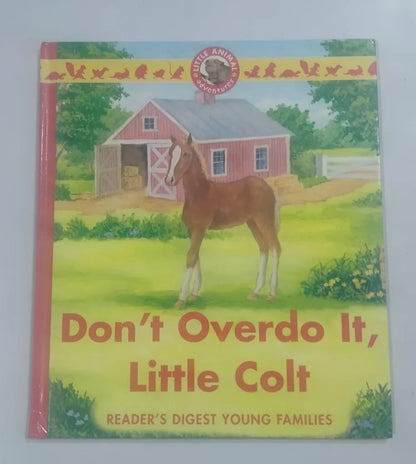 LITTLE ANIMAL
adventures
Don't Overdo It,
Little Colt
READER'S DIGEST YOUNG FAMILIES